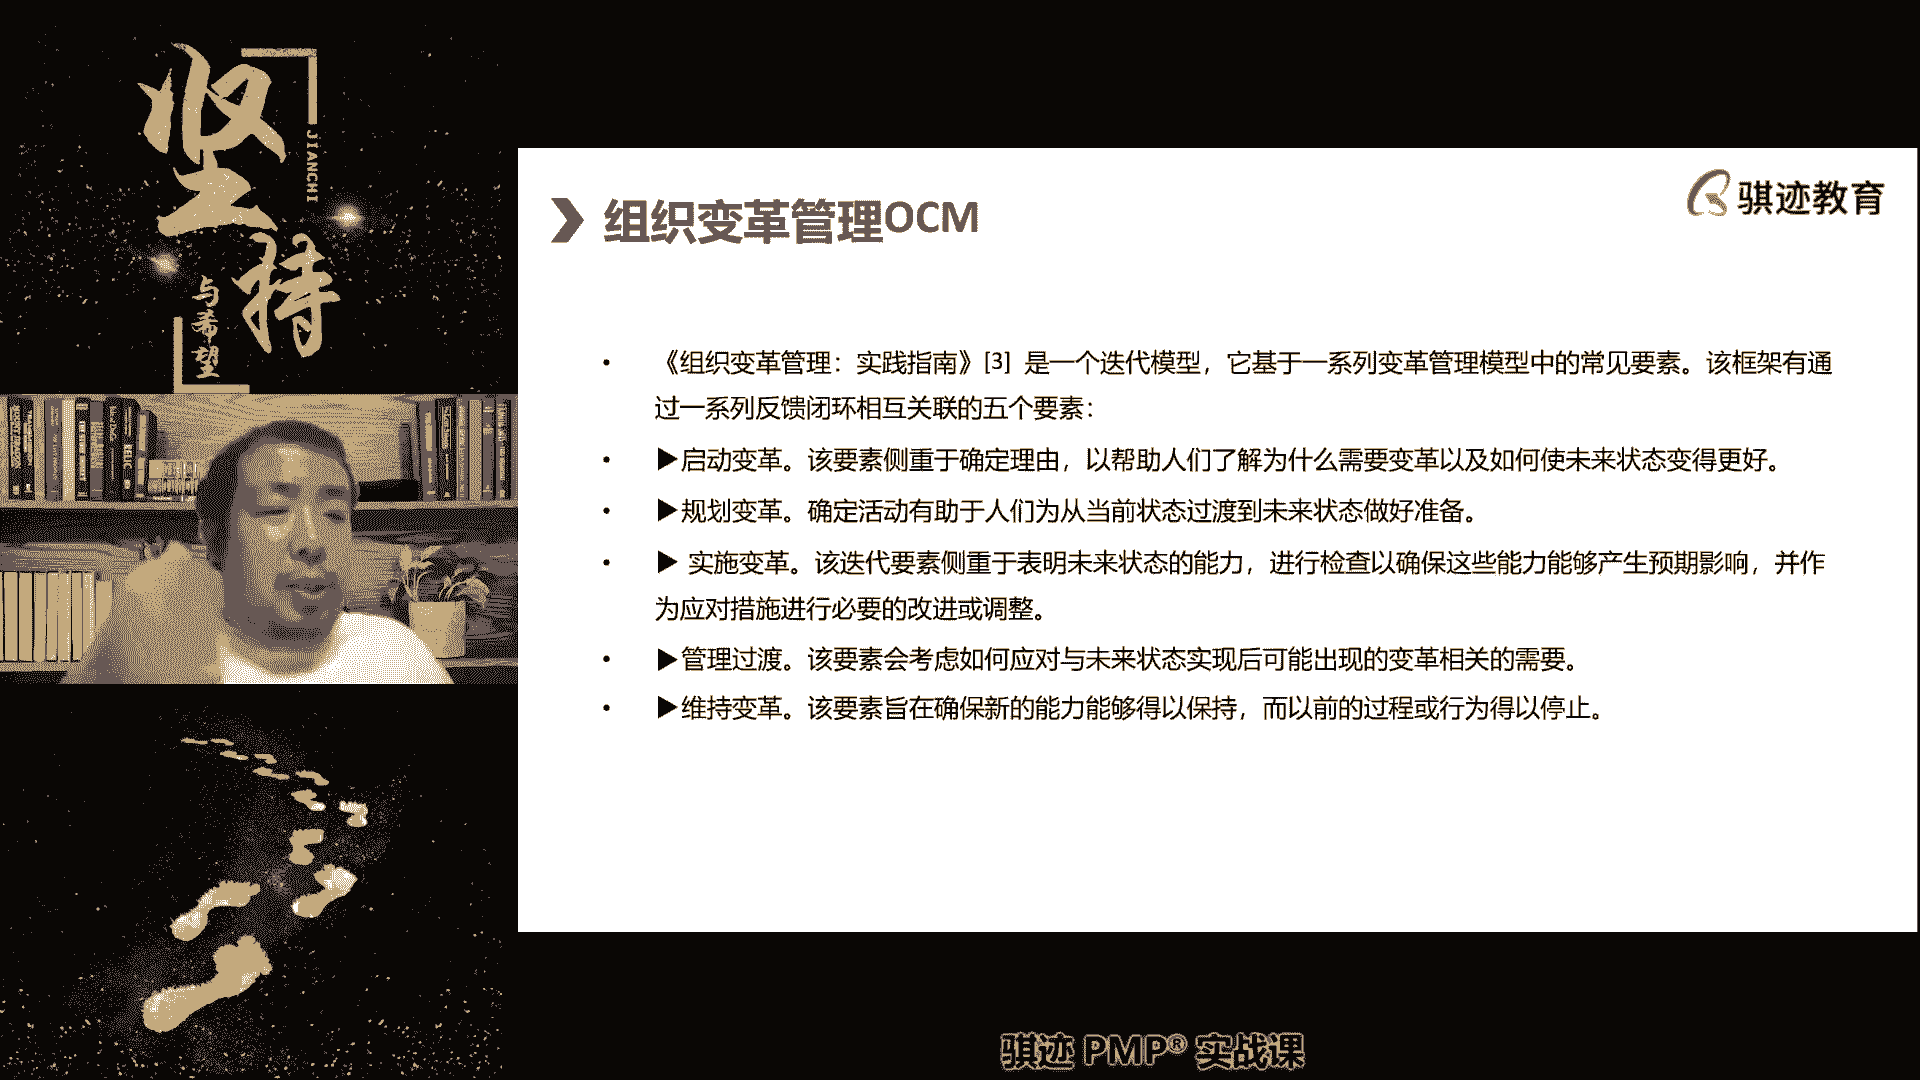 坚
持
JIANCHI
与希望
骐迹教育
组织变革管理OCM
• 《组织变革管理：实践指南》[3] 是一个迭代模型，它基于一系列变革管理模型中的常见要素。该框架有通
过一系列反馈闭环相互关联的五个要素：
• ▶启动变革。该要素侧重于确定理由，以帮助人们了解为什么需要变革以及如何使未来状态变得更好。
• ▶规划变革。确定活动有助于人们为从当前状态过渡到未来状态做好准备。
• ▶ 实施变革。该迭代要素侧重于表明未来状态的能力，进行检查以确保这些能力能够产生预期影响，并作
为应对措施进行必要的改进或调整。
• ▶管理过渡。该要素会考虑如何应对与未来状态实现后可能出现的变革相关的需要。
• ▶维持变革。该要素旨在确保新的能力能够得以保持，而以前的过程或行为得以停止。
骐迹 PMP® 实战课